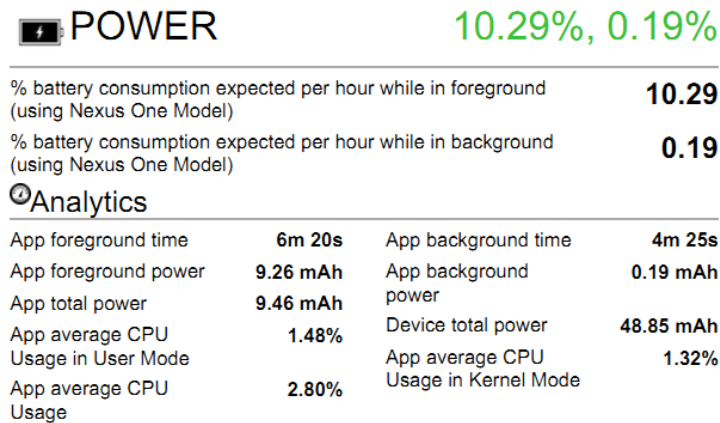 POWER 10.29%, 0.19%
% battery consumption expected per hour while in foreground
(using Nexus One Model) 10.29
% battery consumption expected per hour while in background
(using Nexus One Model) 0.19
Analytics
App foreground time 6m 20s
App foreground power 9.26 mAh
App total power 9.46 mAh
App average CPU
Usage in User Mode 1.48%
App average CPU
Usage 2.80%
App background time 4m 25s
App background
power 0.19 mAh
Device total power 48.85 mAh
App average CPU
Usage in Kernel Mode 1.32%